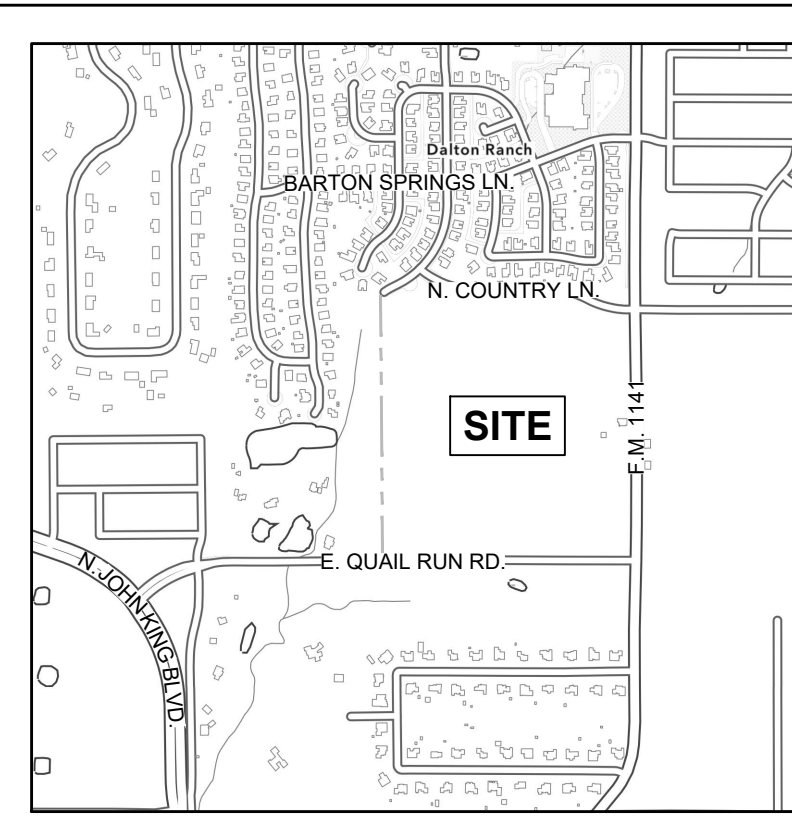 Dalton Ranch
BARTON SPRINGS LN.
N. COUNTRY LN.
SITE
F.M. 1141
E. QUAIL RUN RD.
N. JOHN KING BLVD.